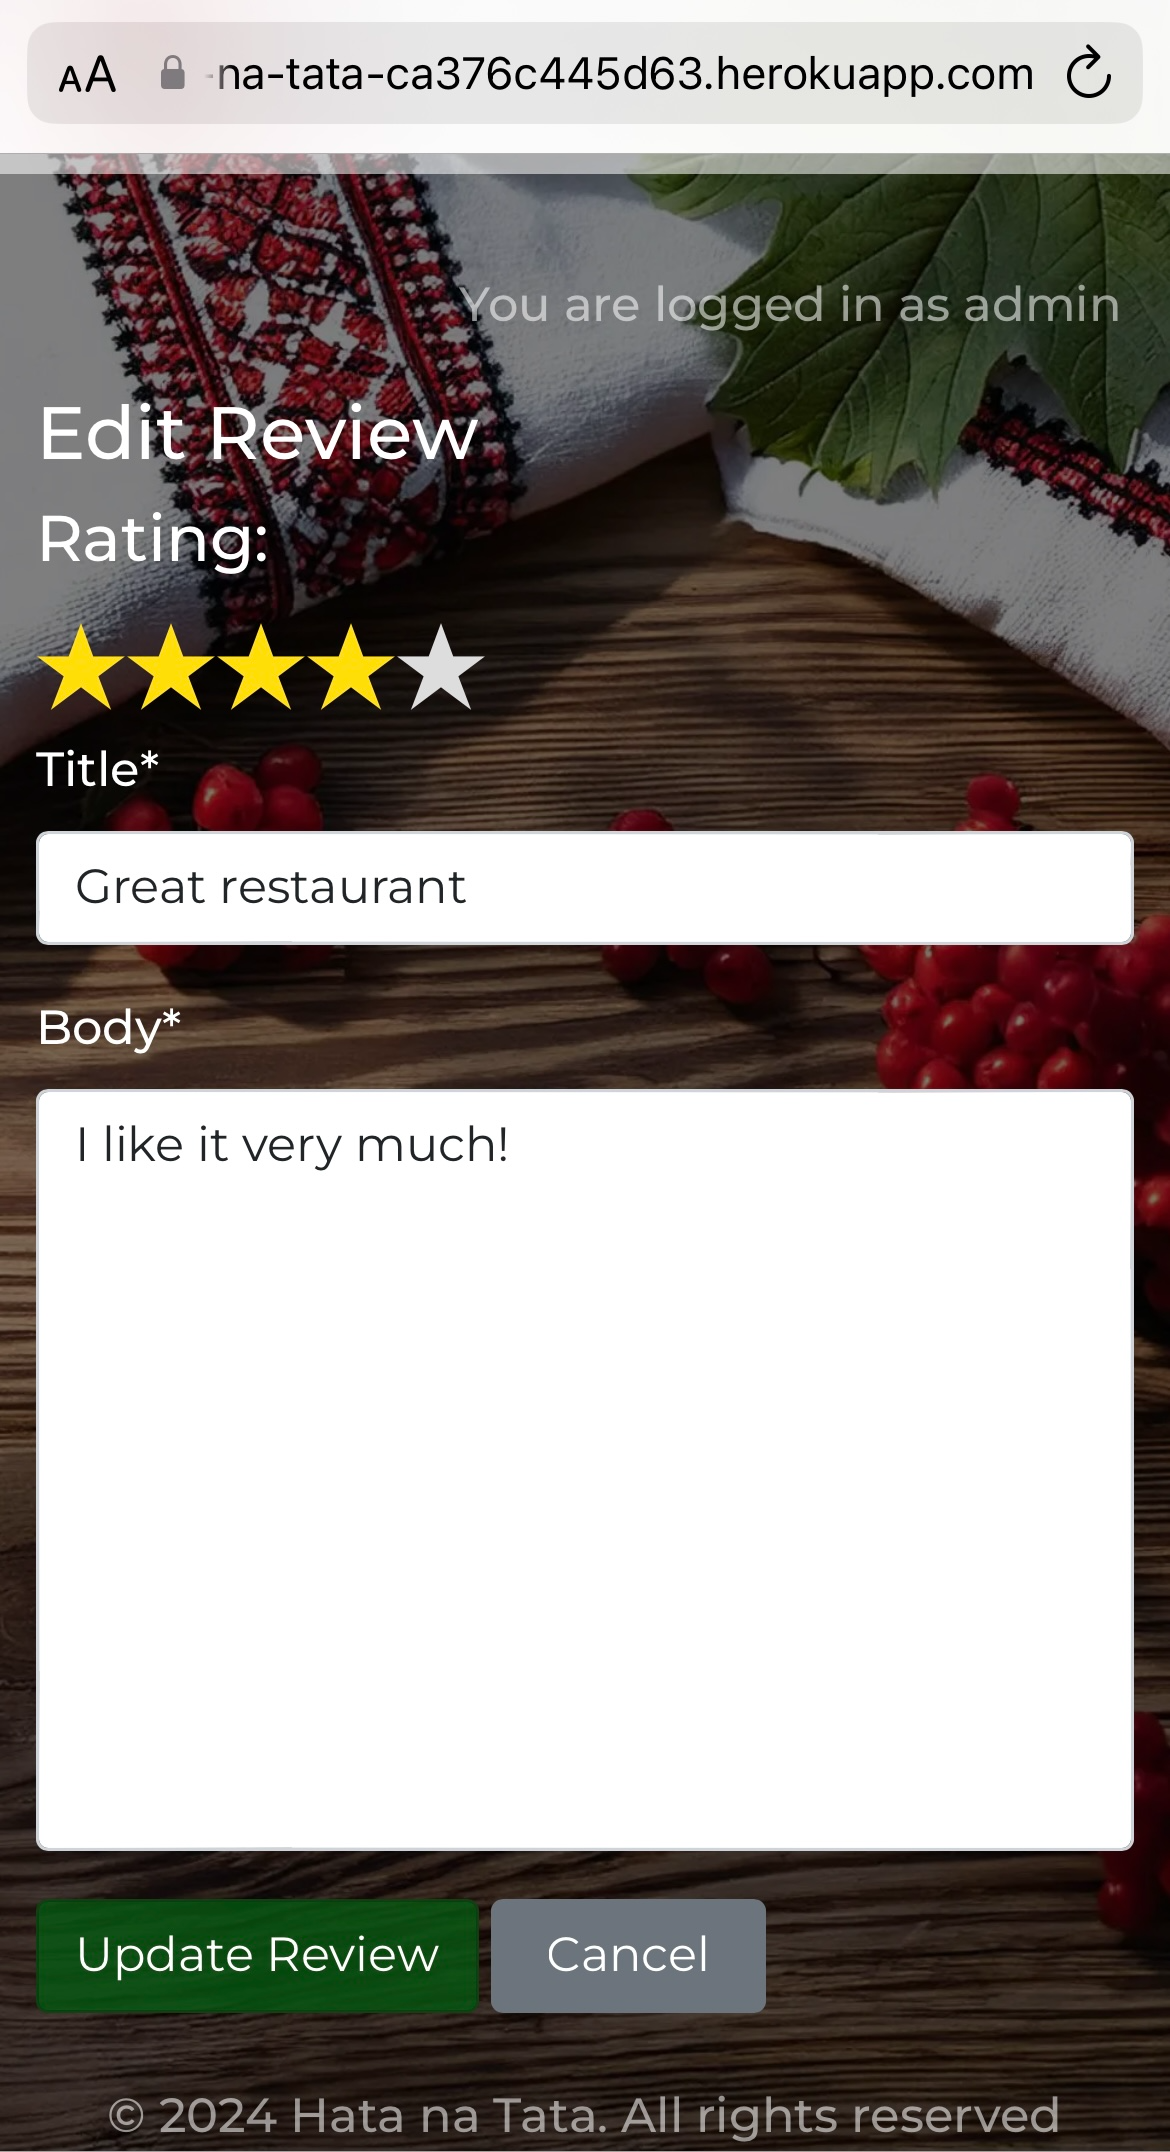 AA -na-tata-ca376c445d63.herokuapp.com
You are logged in as admin
Edit Review
Rating:
Title*
Great restaurant
Body*
I like it very much!
Update Review Cancel
© 2024 Hata na Tata. All rights reserved